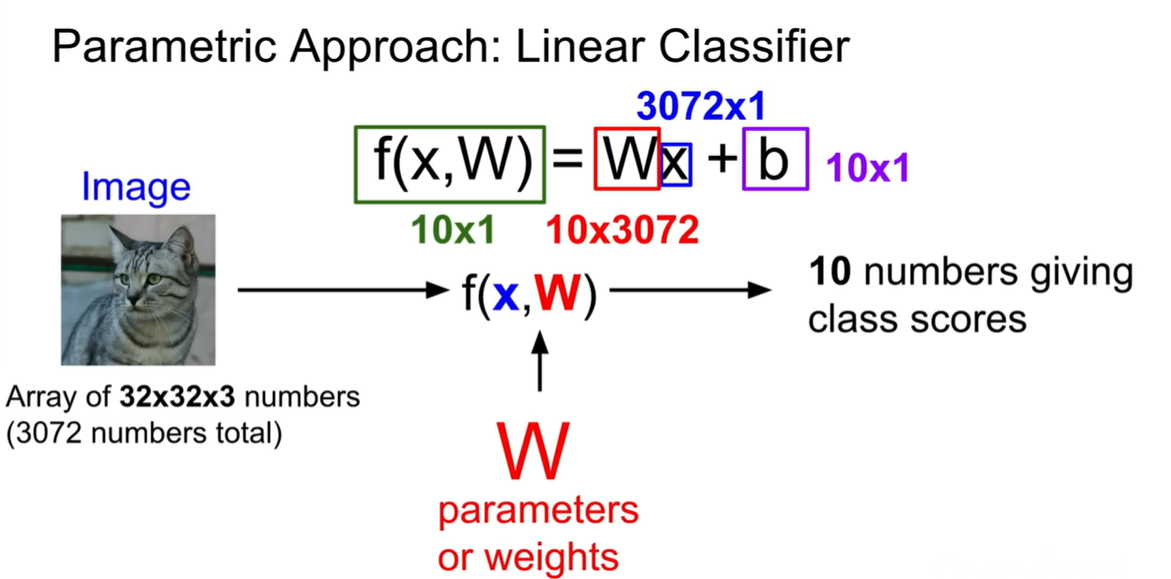 Parametric Approach: Linear Classifier
3072x1
f(x,W) = Wx + b 10x1
10x1 10x3072
Image
f(x,W)
10 numbers giving
class scores
Array of 32x32x3 numbers
(3072 numbers total)
W
parameters
or weights